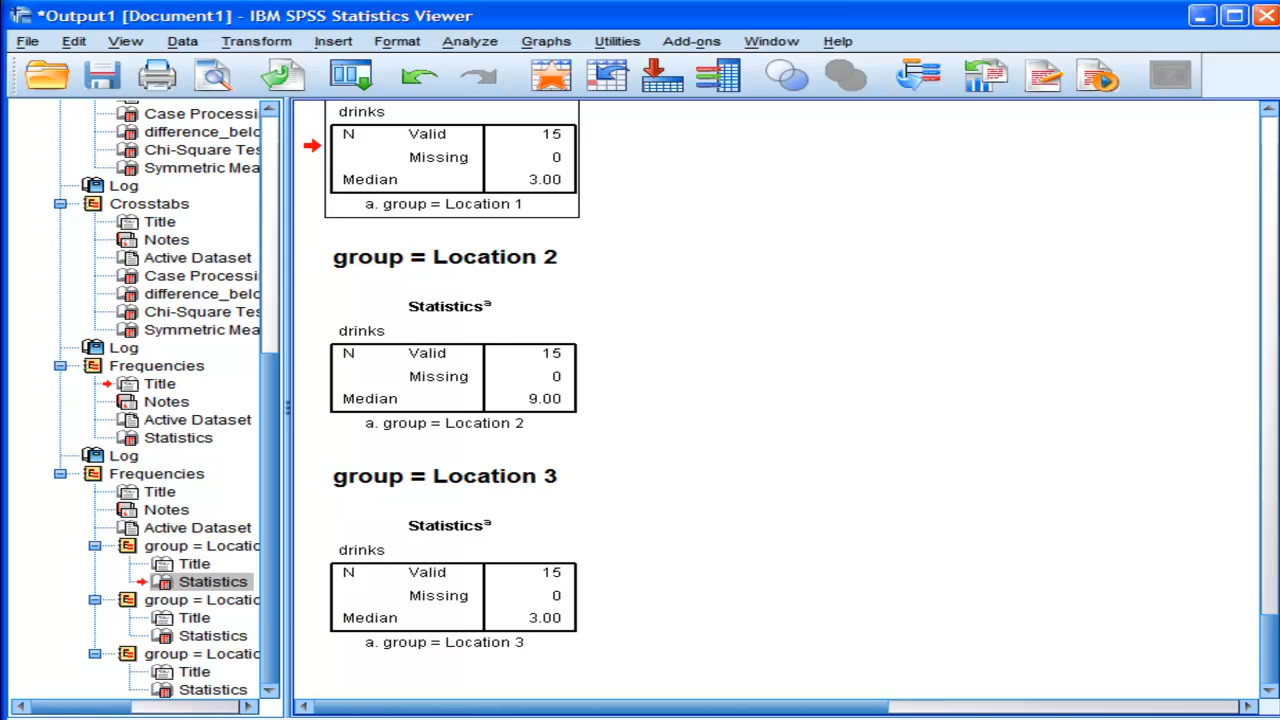 *Output1 [Document1] - IBM SPSS Statistics Viewer
File Edit View Data Transform Insert Format Analyze Graphs Utilities Add-ons Window Help
Case Processi
difference_belo
Chi-Square Tes
Symmetric Mea
Log
Crosstabs
Title
Notes
Active Dataset
Case Processi
difference_belo
Chi-Square Tes
Symmetric Mea
Log
Frequencies
Title
Notes
Active Dataset
Statistics
Log
Frequencies
Title
Notes
Active Dataset
group = Locatio
Title
Statistics
group = Locatio
Title
Statistics
group = Locatio
Title
Statistics
drinks
N Valid 15
Missing 0
Median 3.00
a. group = Location 1
group = Location 2
Statisticsa
drinks
N Valid 15
Missing 0
Median 9.00
a. group = Location 2
group = Location 3
Statisticsa
drinks
N Valid 15
Missing 0
Median 3.00
a. group = Location 3